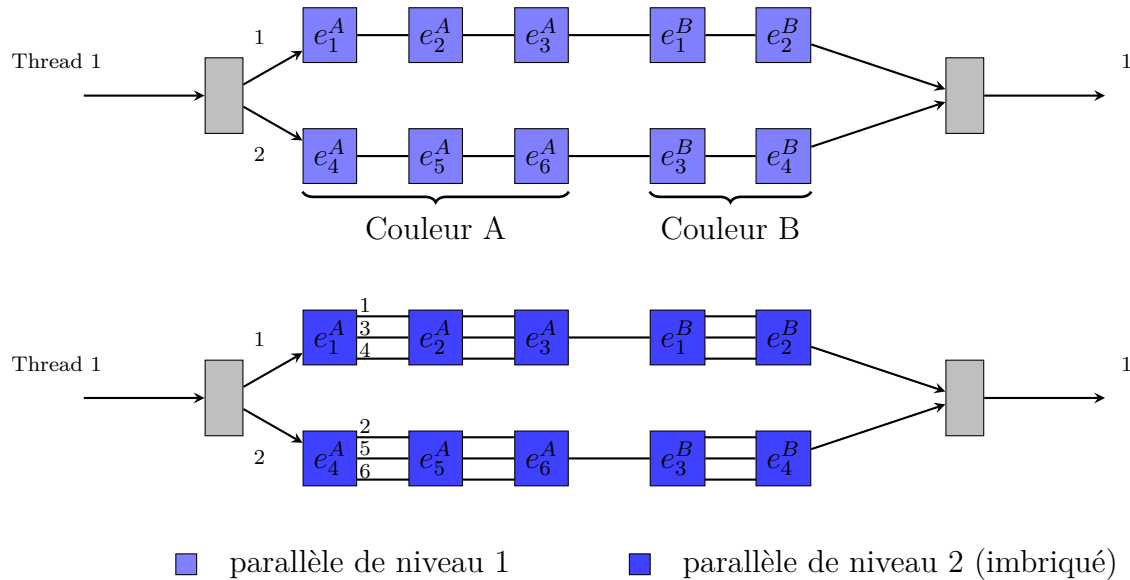 Thread 1
1
2
e_1^A e_2^A e_3^A e_1^B e_2^B
e_4^A e_5^A e_6^A e_3^B e_4^B
1
Couleur A Couleur B
Thread 1
1
2
e_1^A 1 3 4 e_2^A e_3^A e_1^B e_2^B
e_4^A 2 5 6 e_5^A e_6^A e_3^B e_4^B
1
parallèle de niveau 1
parallèle de niveau 2 (imbriqué)